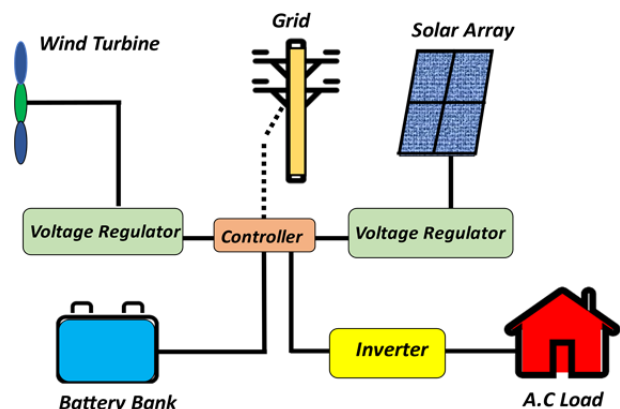 Grid
Wind Turbine
Solar Array
Voltage Regulator
Controller
Voltage Regulator
Inverter
Battery Bank
A.C Load